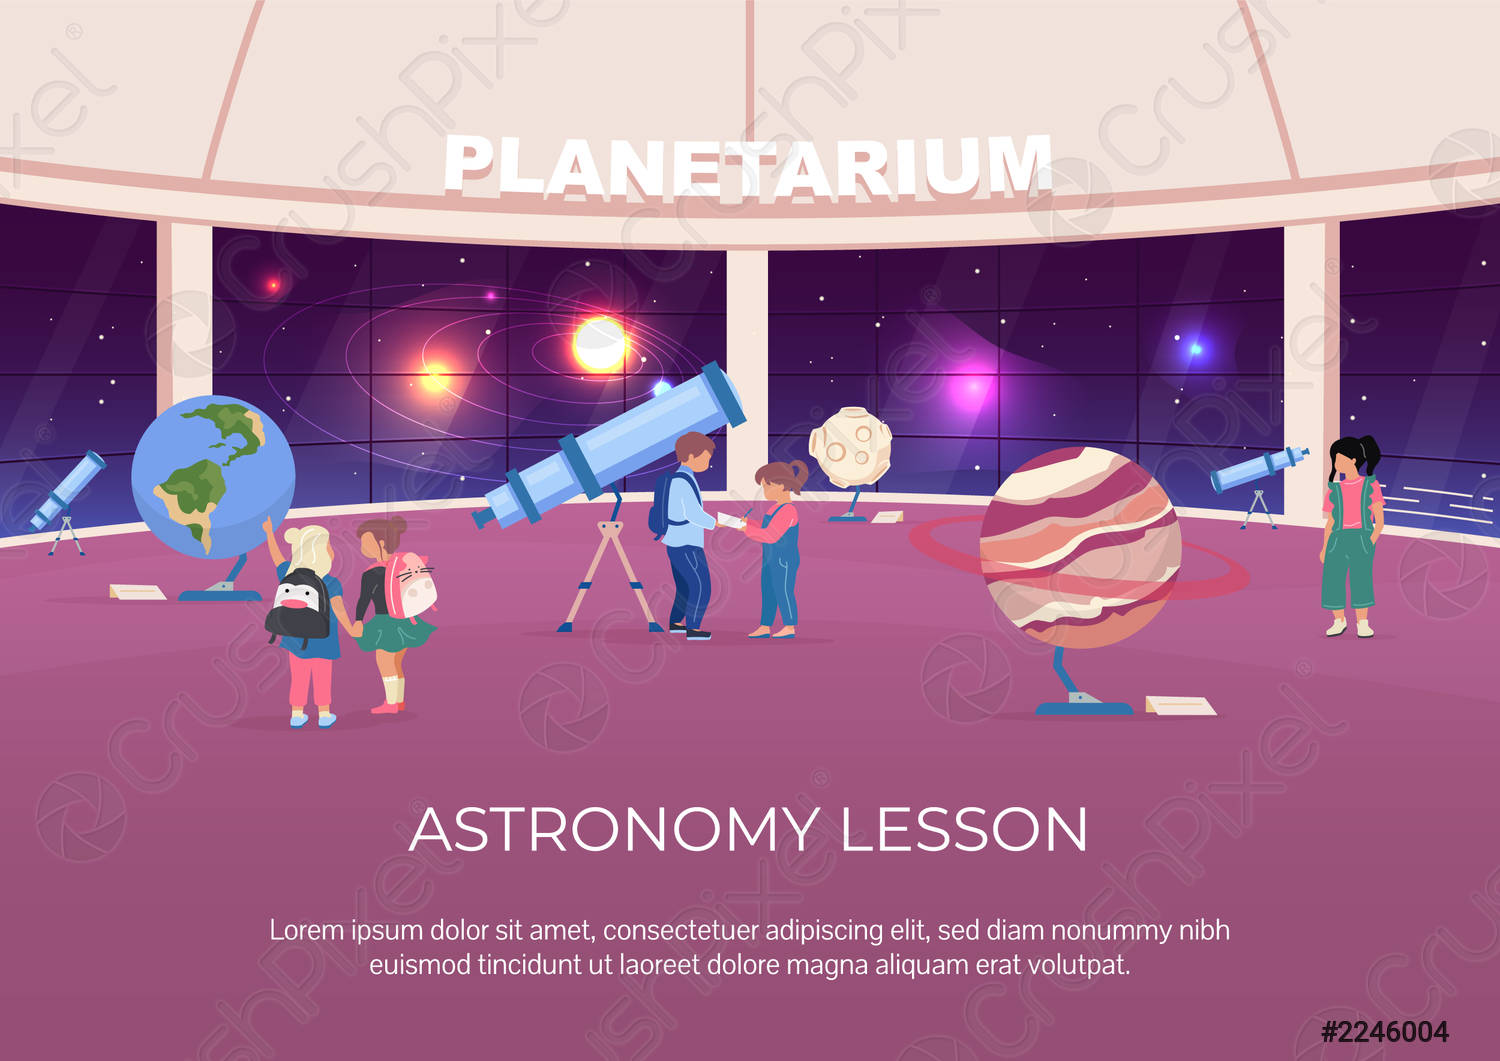 PLANETARIUM
ASTRONOMY LESSON
Lorem ipsum dolor sit amet, consectetuer adipiscing elit, sed diam nonummy nibh
euismod tincidunt ut laoreet dolore magna aliquam erat volutpat.
#2246004
CrushPixel